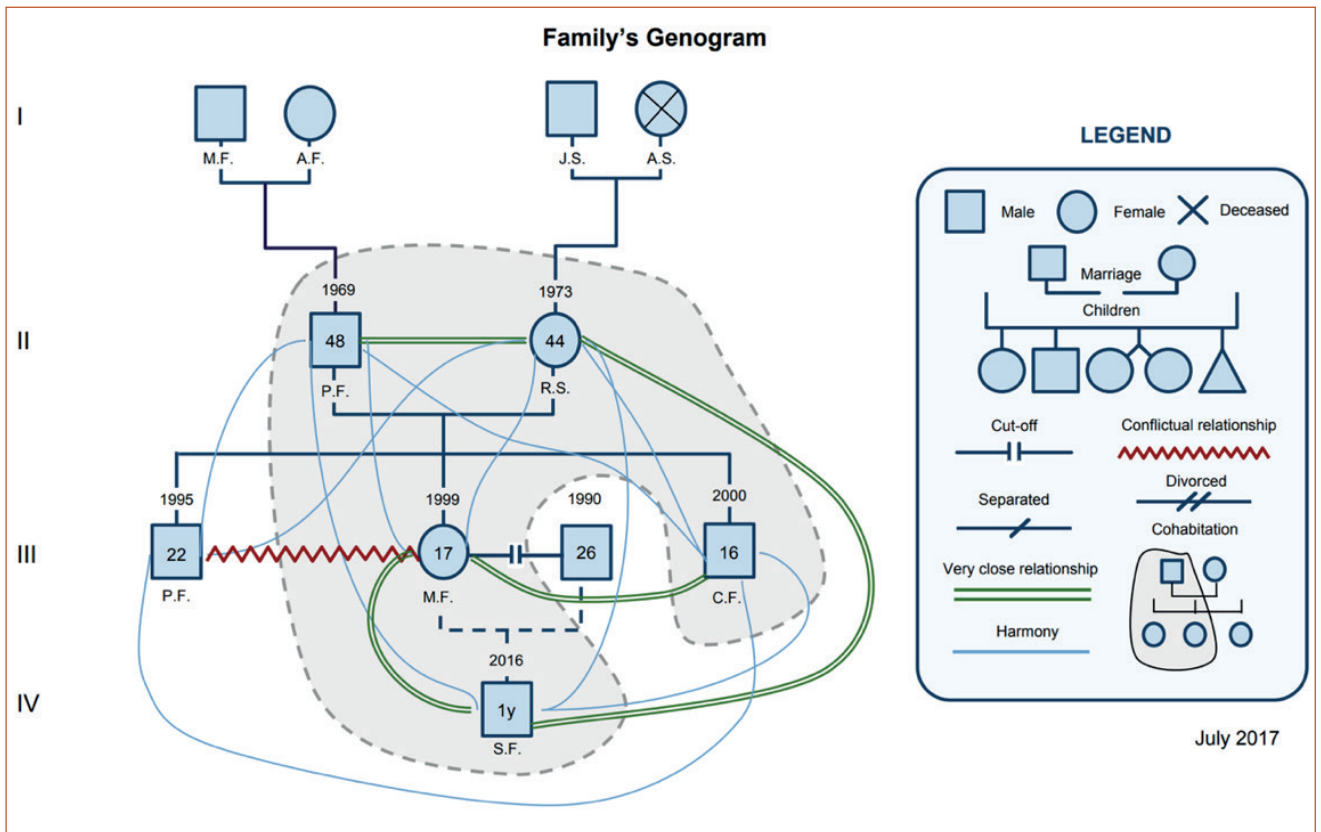 Family's Genogram
I
M.F.
A.F.
J.S.
A.S.
LEGEND
Male
Female
Deceased
Marriage
Children
Cut-off
Conflictual relationship
Separated
Divorced
Cohabitation
Very close relationship
Harmony
II
1969
1973
48
44
P.F.
R.S.
III
1995
1999
1990
2000
22
17
26
16
P.F.
M.F.
C.F.
IV
2016
1y
S.F.
July 2017